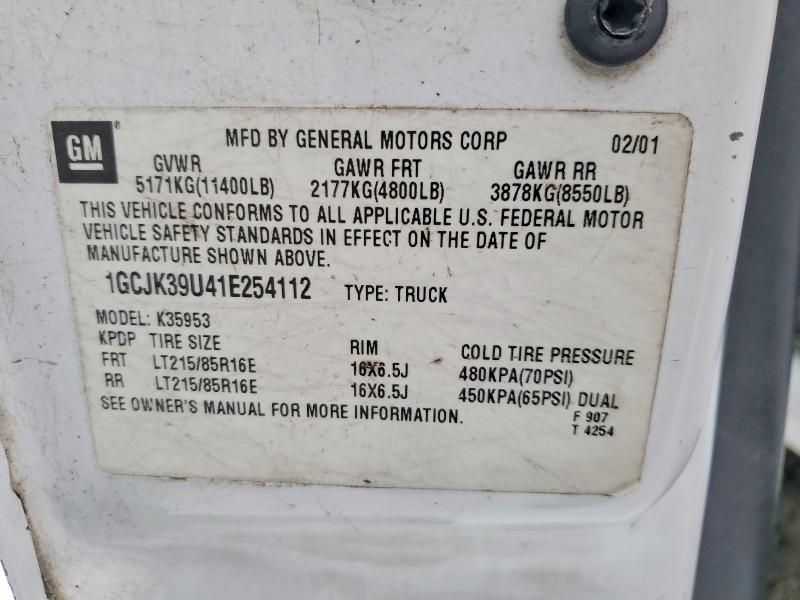 GM
MFD BY GENERAL MOTORS CORP 02/01
GVWR GAWR FRT GAWR RR
5171KG(11400LB) 2177KG(4800LB) 3878KG(8550LB)
THIS VEHICLE CONFORMS TO ALL APPLICABLE U.S. FEDERAL MOTOR
VEHICLE SAFETY STANDARDS IN EFFECT ON THE DATE OF
MANUFACTURE SHOWN ABOVE.
1GCJK39U41E254112 TYPE: TRUCK
MODEL: K35953
KPDP TIRE SIZE RIM COLD TIRE PRESSURE
FRT LT215/85R16E 16X6.5J 480KPA(70PSI)
RR LT215/85R16E 16X6.5J 450KPA(65PSI) DUAL
SEE OWNER'S MANUAL FOR MORE INFORMATION. F 907
T 4254